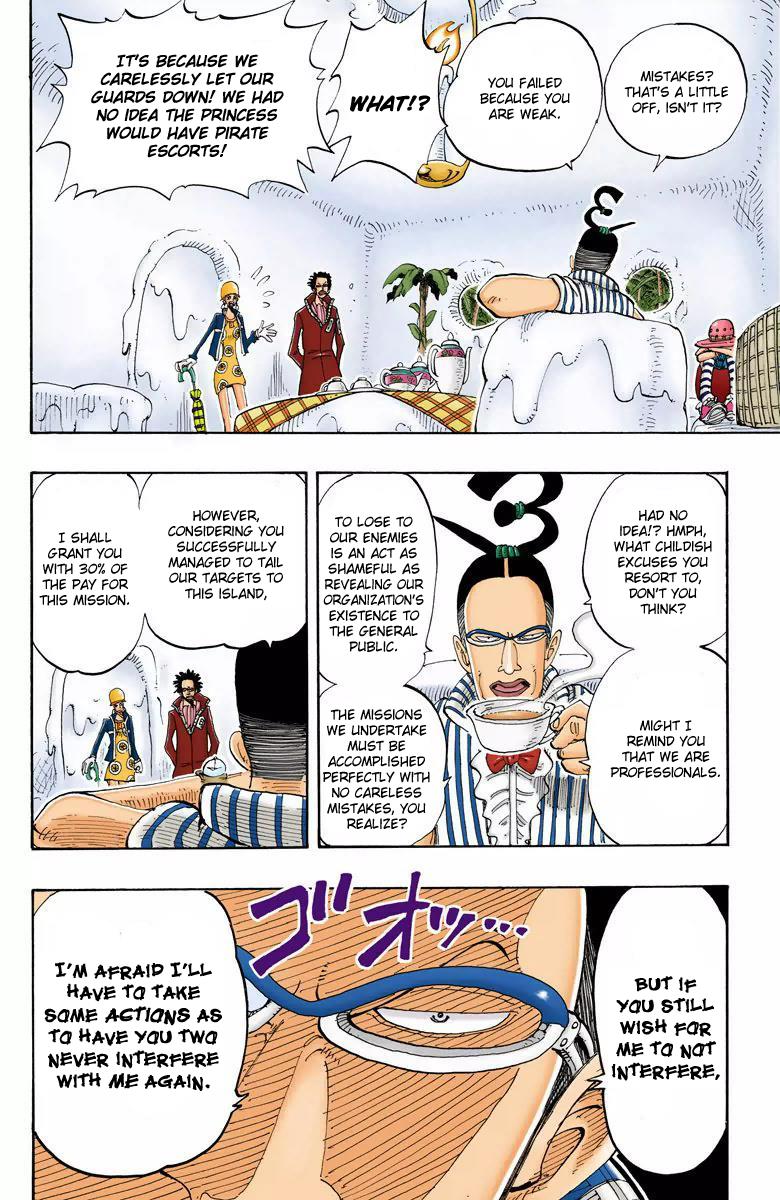 MISTAKES?
THAT'S A LITTLE
OFF, ISN'T IT?
YOU FAILED
BECAUSE YOU
ARE WEAK.
WHAT!?
IT'S BECAUSE WE
CARELESSLY LET OUR
GUARDS DOWN! WE HAD
NO IDEA THE PRINCESS
WOULD HAVE PIRATE
ESCORTS!
HAD NO
IDEA!? HMPH,
WHAT CHILDISH
EXCUSES YOU
RESORT TO,
DON'T YOU
THINK?
MIGHT I
REMIND YOU
THAT WE ARE
PROFESSIONALS.
TO LOSE TO
OUR ENEMIES
IS AN ACT AS
SHAMEFUL AS
REVEALING OUR
ORGANIZATION'S
EXISTENCE TO
THE GENERAL
PUBLIC.
THE MISSIONS
WE UNDERTAKE
MUST BE
ACCOMPLISHED
PERFECTLY WITH
NO CARELESS
MISTAKES, YOU
REALIZE?
HOWEVER,
CONSIDERING YOU
SUCCESSFULLY
MANAGED TO TAIL
OUR TARGETS TO
THIS ISLAND,
I SHALL
GRANT YOU
WITH 30% OF
THE PAY FOR
THIS MISSION.
BUT IF
YOU STILL
WISH FOR
ME TO NOT
INTERFERE,
ゴオッ...
I'M AFRAID I'LL
HAVE TO TAKE
SOME ACTIONS AS
TO HAVE YOU TWO
NEVER INTERFERE
WITH ME AGAIN.